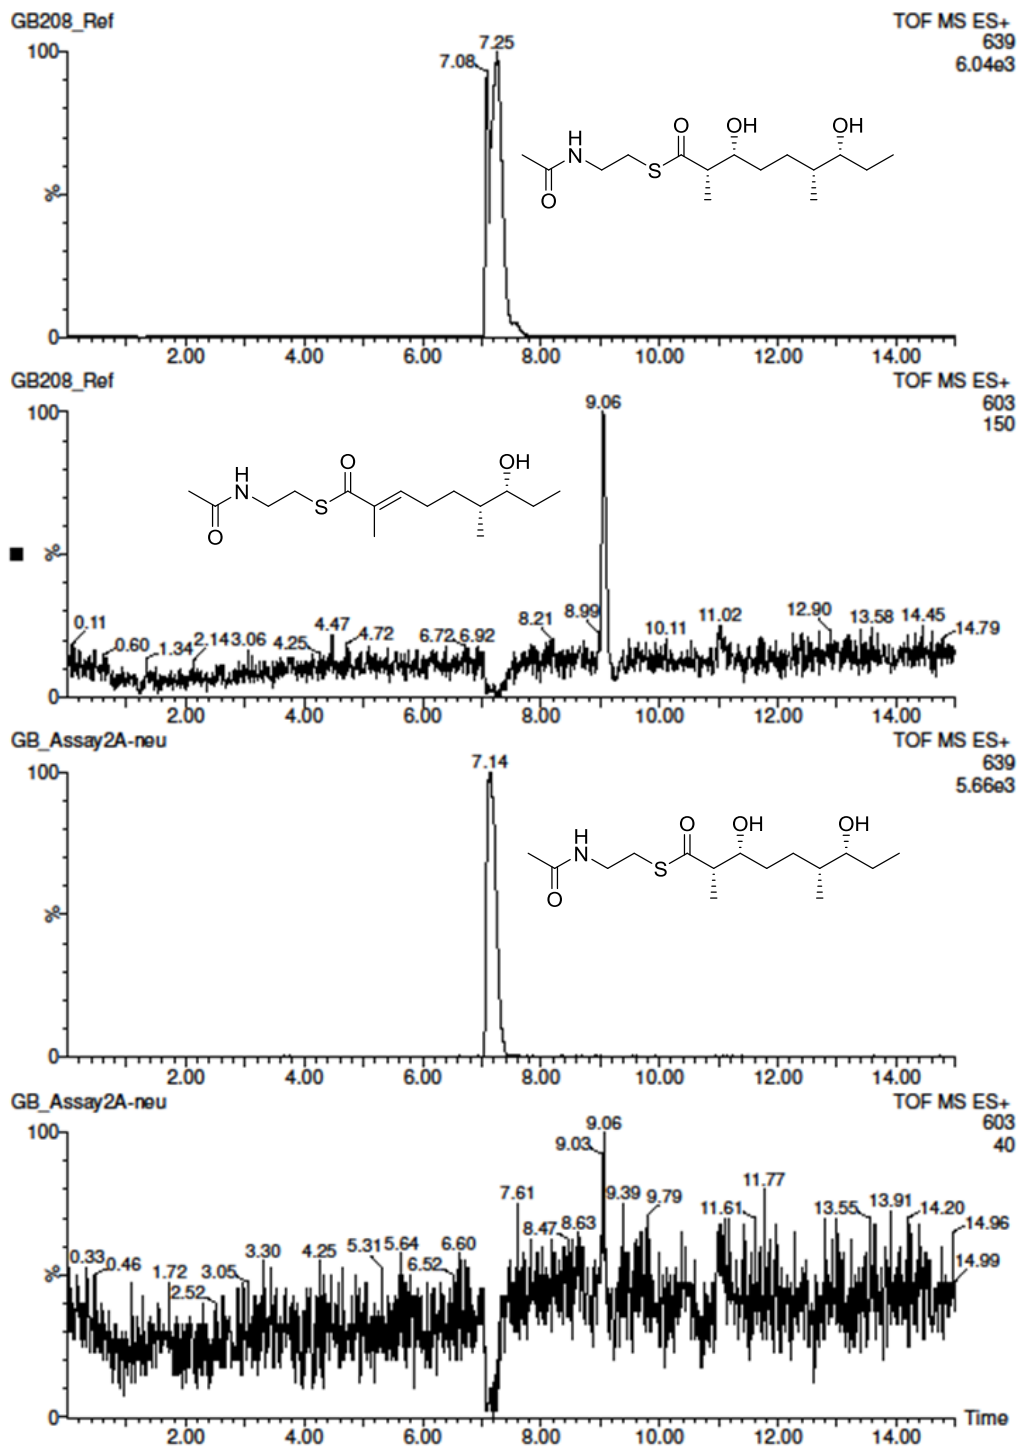 GB208_Ref TOF MS ES+
639
6.04e3
100
7.25
7.08
%
0
O OH OH
H
N
S
O
2.00 4.00 6.00 8.00 10.00 12.00 14.00
GB208_Ref TOF MS ES+
603
150
100
9.06
O OH
H
N
S
O
%
0.11 0.60 1.34 2.14 3.06 4.25 4.47 4.72 6.72 6.92 8.21 8.99 10.11 11.02 12.90 13.58 14.45 14.79
0
2.00 4.00 6.00 8.00 10.00 12.00 14.00
GB_Assay2A-neu TOF MS ES+
639
5.66e3
100
7.14
O OH OH
H
N
S
O
%
0
2.00 4.00 6.00 8.00 10.00 12.00 14.00
GB_Assay2A-neu TOF MS ES+
603
40
100
9.06
9.03
%
0.33 0.46 1.72 2.52 3.05 3.30 4.25 5.31 5.64 6.52 6.60 7.61 8.47 8.63 9.39 9.79 11.61 11.77 13.55 13.91 14.20 14.96
14.99
0
Time
2.00 4.00 6.00 8.00 10.00 12.00 14.00